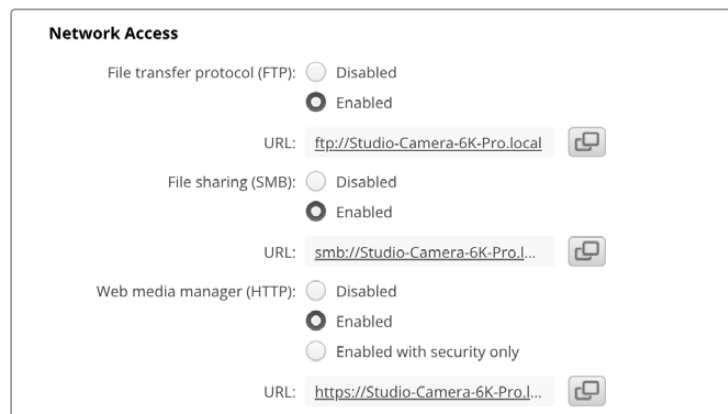 Network Access
File transfer protocol (FTP): Disabled
Enabled
URL: ftp://Studio-Camera-6K-Pro.local
File sharing (SMB): Disabled
Enabled
URL: smb://Studio-Camera-6K-Pro.l...
Web media manager (HTTP): Disabled
Enabled
Enabled with security only
URL: https://Studio-Camera-6K-Pro.l...